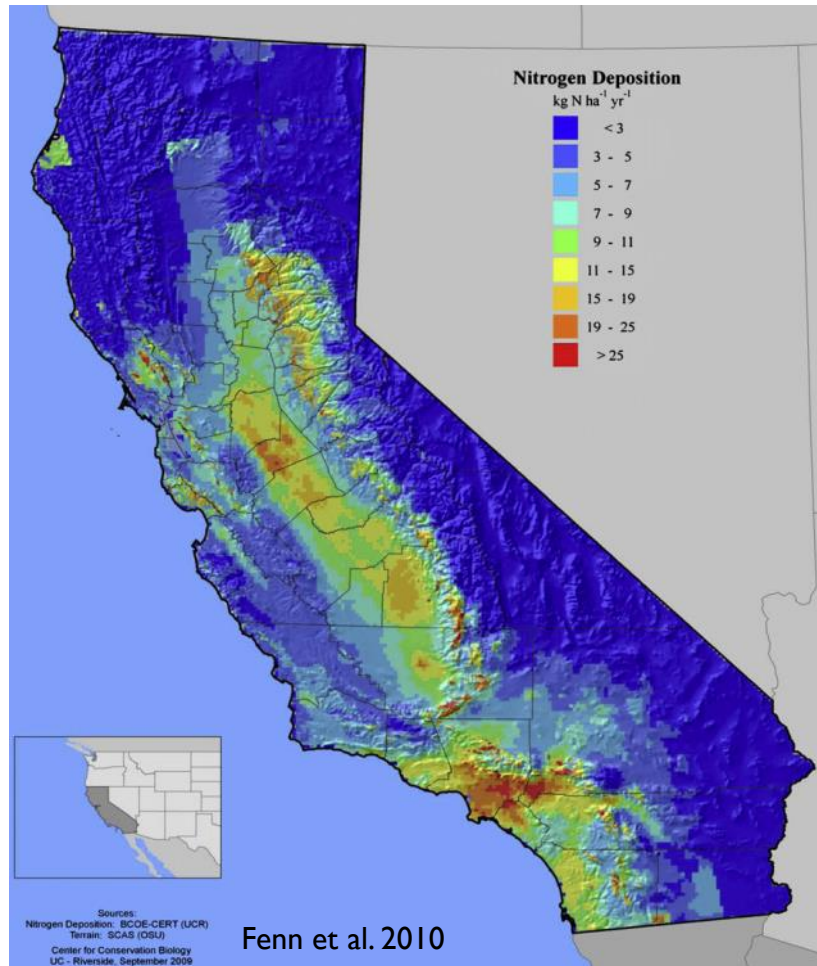 Nitrogen Deposition
kg N ha⁻¹ yr⁻¹
< 3
3 - 5
5 - 7
7 - 9
9 - 11
11 - 15
15 - 19
19 - 25
> 25
Sources:
Nitrogen Deposition: BCOE-CERT (UCR)
Terrain: SCAS (OSU)
Center for Conservation Biology
UC - Riverside, September 2009
Fenn et al. 2010